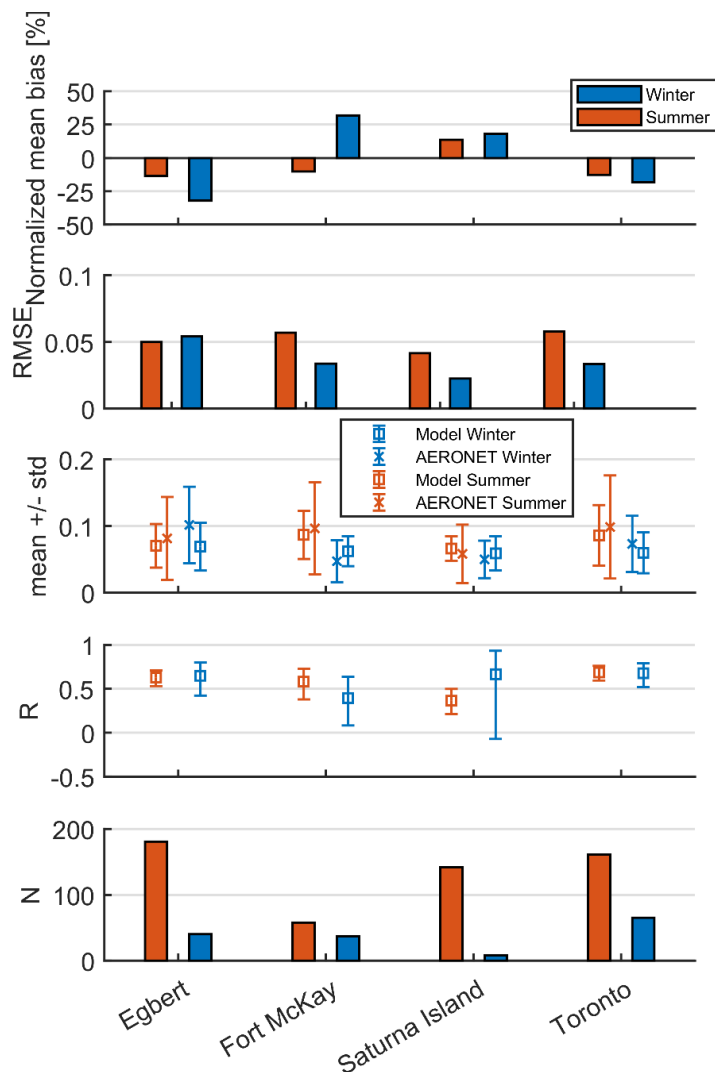 Normalized mean bias [%]
50
25
0
-25
-50
Winter
Summer
RMSE
0.1
0.05
0
mean +/- std
0.2
0.1
0
Model Winter
AERONET Winter
Model Summer
AERONET Summer
R
1
0.5
0
-0.5
N
200
100
0
Egbert
Fort McKay
Saturna Island
Toronto